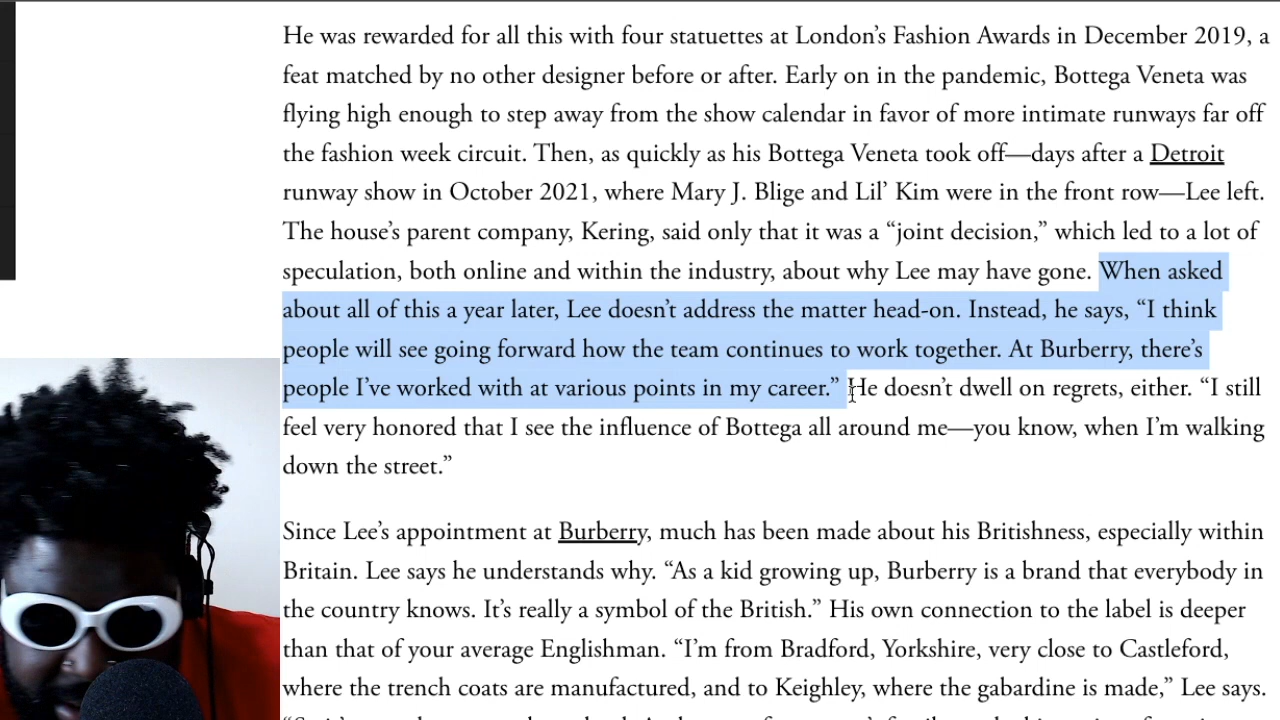 He was rewarded for all this with four statuettes at London’s Fashion Awards in December 2019, a
feat matched by no other designer before or after. Early on in the pandemic, Bottega Veneta was
flying high enough to step away from the show calendar in favor of more intimate runways far off
the fashion week circuit. Then, as quickly as his Bottega Veneta took off—days after a Detroit
runway show in October 2021, where Mary J. Blige and Lil’ Kim were in the front row—Lee left.
The house’s parent company, Kering, said only that it was a “joint decision,” which led to a lot of
speculation, both online and within the industry, about why Lee may have gone. When asked
about all of this a year later, Lee doesn’t address the matter head-on. Instead, he says, “I think
people will see going forward how the team continues to work together. At Burberry, there’s
people I’ve worked with at various points in my career.” He doesn’t dwell on regrets, either. “I still
feel very honored that I see the influence of Bottega all around me—you know, when I’m walking
down the street.”
Since Lee’s appointment at Burberry, much has been made about his Britishness, especially within
Britain. Lee says he understands why. “As a kid growing up, Burberry is a brand that everybody in
the country knows. It’s really a symbol of the British.” His own connection to the label is deeper
than that of your average Englishman. “I’m from Bradford, Yorkshire, very close to Castleford,
where the trench coats are manufactured, and to Keighley, where the gabardine is made,” Lee says.